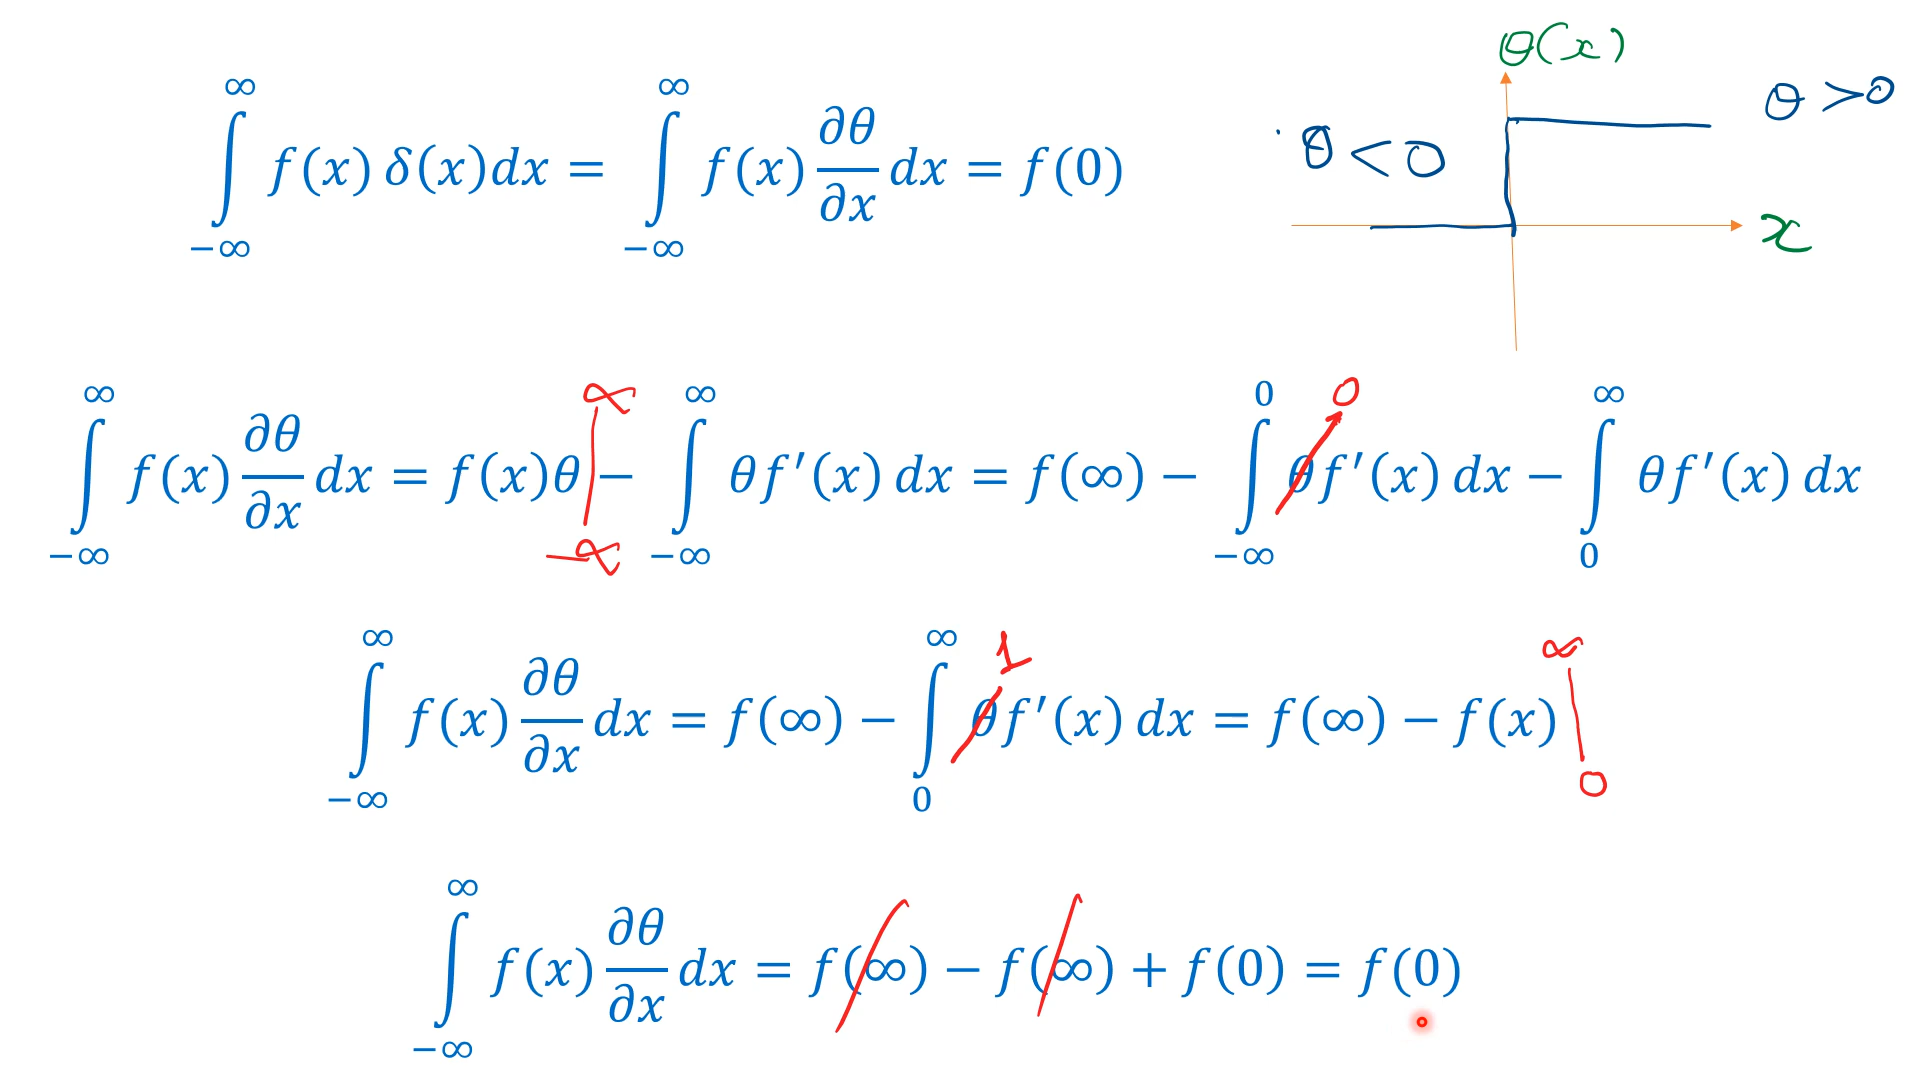 θ(x)
∫_{-∞}^{∞} f(x) δ(x)dx = ∫_{-∞}^{∞} f(x) ∂θ/∂x dx = f(0)
θ<0
θ>0
x
∫_{-∞}^{∞} f(x) ∂θ/∂x dx = f(x)θ |_{-∞}^{∞} − ∫_{-∞}^{∞} θf′(x) dx = f(∞) − ∫_{-∞}^{0} θf′(x) dx − ∫_{0}^{∞} θf′(x) dx
0
∫_{-∞}^{∞} f(x) ∂θ/∂x dx = f(∞) − ∫_{0}^{∞} θf′(x) dx = f(∞) − f(x) |_{0}^{∞}
1
∫_{-∞}^{∞} f(x) ∂θ/∂x dx = f(∞) − f(∞) + f(0) = f(0)